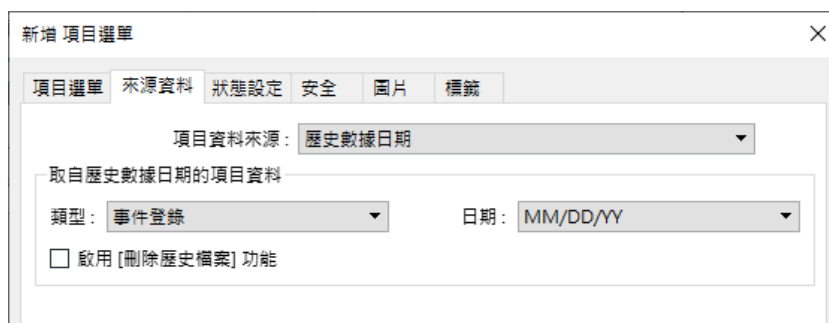 新增 項目選單
項目選單 來源資料 狀態設定 安全 圖片 標籤
項目資料來源 : 歷史數據日期
取自歷史數據日期的項目資料
類型 : 事件登錄 日期 : MM/DD/YY
啟用 [刪除歷史檔案] 功能